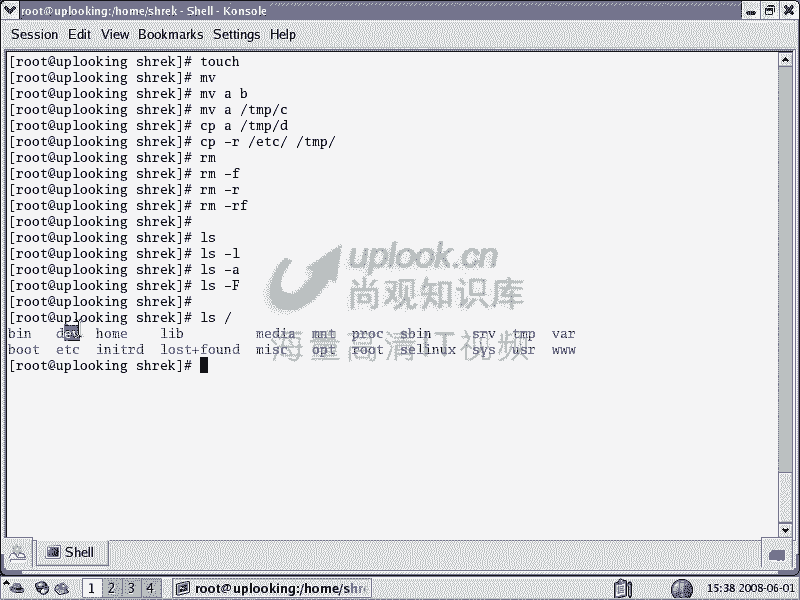 root@uplooking:/home/shrek - Shell - Konsole
Session Edit View Bookmarks Settings Help
[root@uplooking shrek]# touch
[root@uplooking shrek]# mv
[root@uplooking shrek]# mv a b
[root@uplooking shrek]# mv a /tmp/c
[root@uplooking shrek]# cp a /tmp/d
[root@uplooking shrek]# cp -r /etc/ /tmp/
[root@uplooking shrek]# rm
[root@uplooking shrek]# rm -f
[root@uplooking shrek]# rm -r
[root@uplooking shrek]# rm -rf
[root@uplooking shrek]#
[root@uplooking shrek]# ls
[root@uplooking shrek]# ls -l
[root@uplooking shrek]# ls -a
[root@uplooking shrek]# ls -F
[root@uplooking shrek]#
[root@uplooking shrek]# ls /
bin dev home lib media mnt proc sbin srv tmp var
boot etc initrd lost+found misc opt root selinux sys usr www
[root@uplooking shrek]#
uplook.cn
尚观知识库
海量高清IT视频
Shell
1 2 3 4 root@uplooking:/home/shr 15:38 2008-06-01